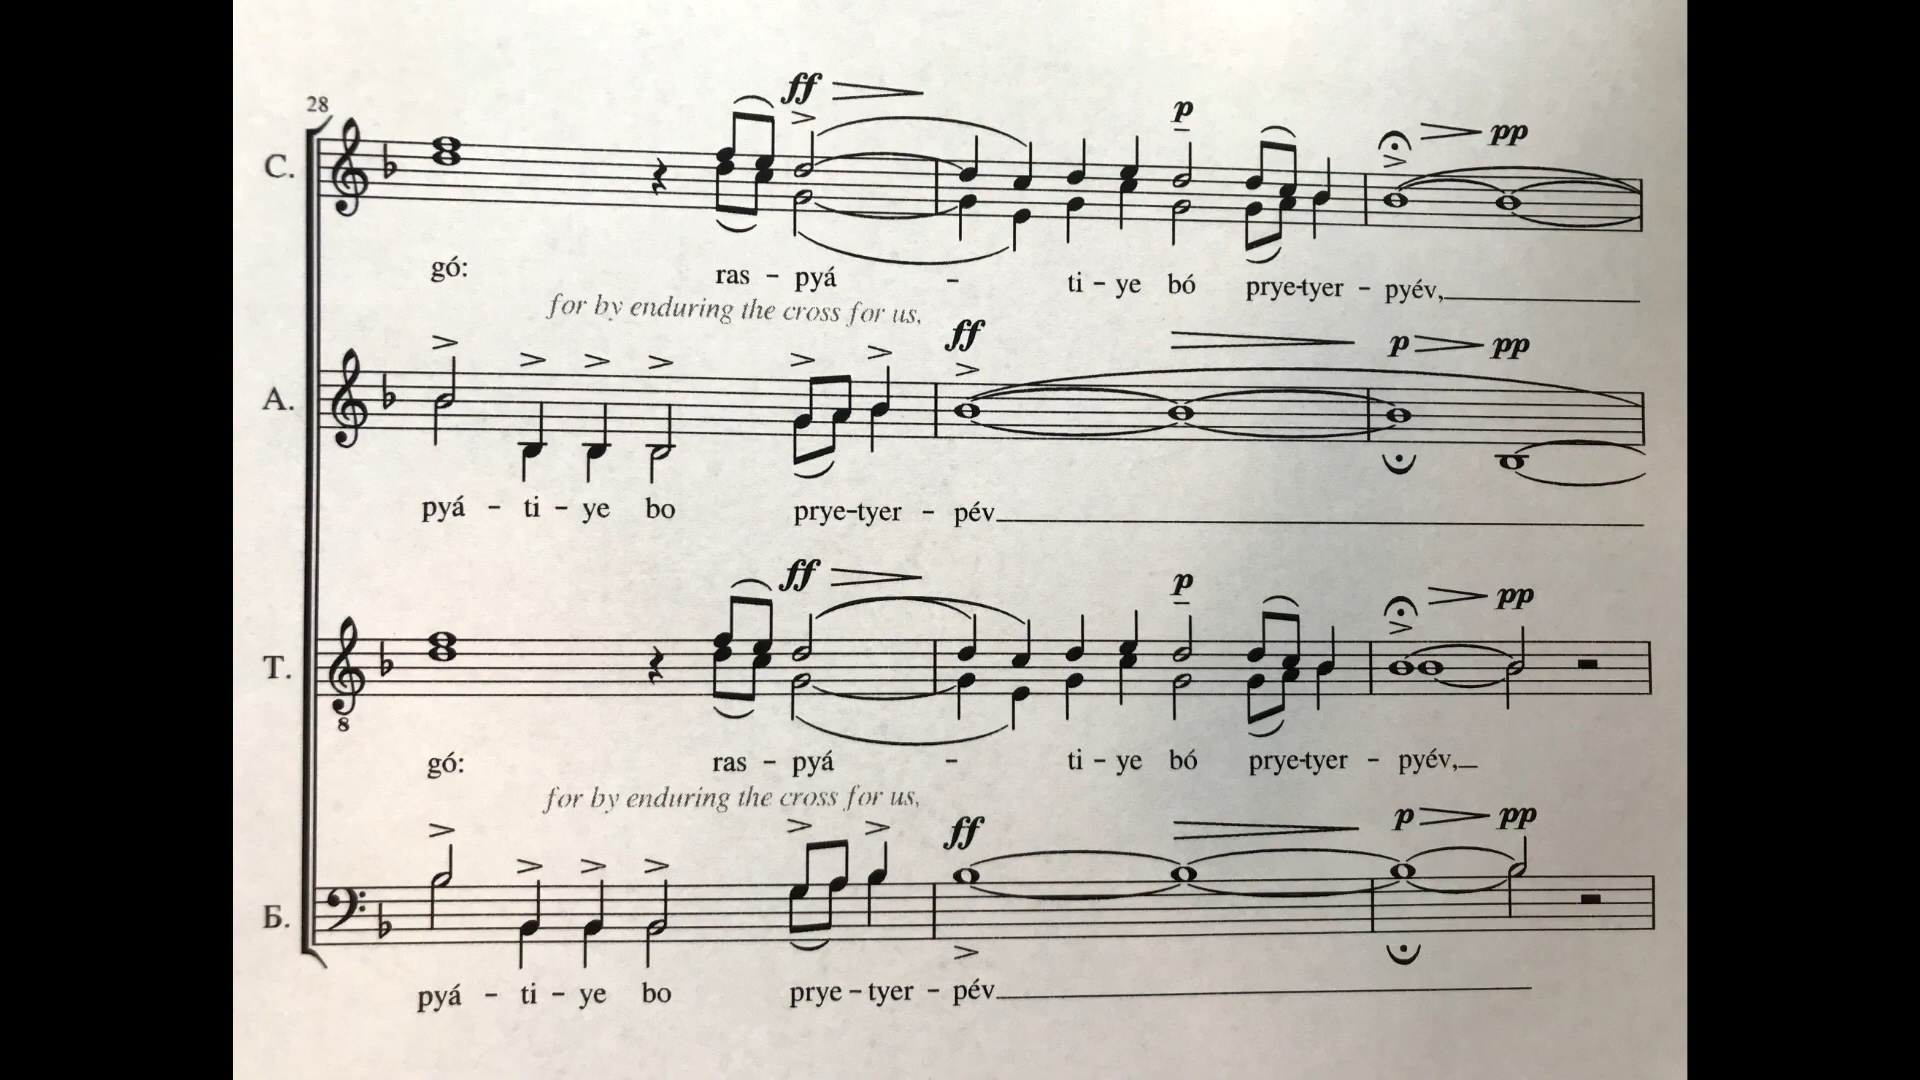 28
ff
p
pp
С.
gó: ras - pyá - ti - ye bó prye-tyer - pyév,
for by enduring the cross for us,
ff p pp
А.
pyá - ti - ye bo prye-tyer - pév
ff
p
pp
Т.
8
gó: ras - pyá - ti - ye bó prye-tyer - pyév,
for by enduring the cross for us,
ff p pp
Б.
pyá - ti - ye bo prye-tyer - pév